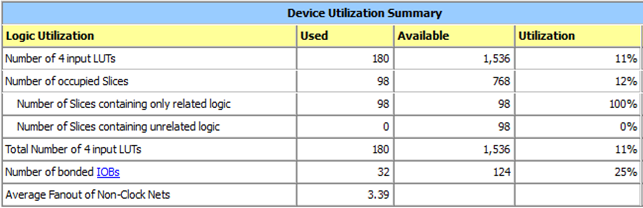 Device Utilization Summary
Logic Utilization Used Available Utilization
Number of 4 input LUTs 180 1,536 11%
Number of occupied Slices 98 768 12%
Number of Slices containing only related logic 98 98 100%
Number of Slices containing unrelated logic 0 98 0%
Total Number of 4 input LUTs 180 1,536 11%
Number of bonded IOBs 32 124 25%
Average Fanout of Non-Clock Nets 3.39